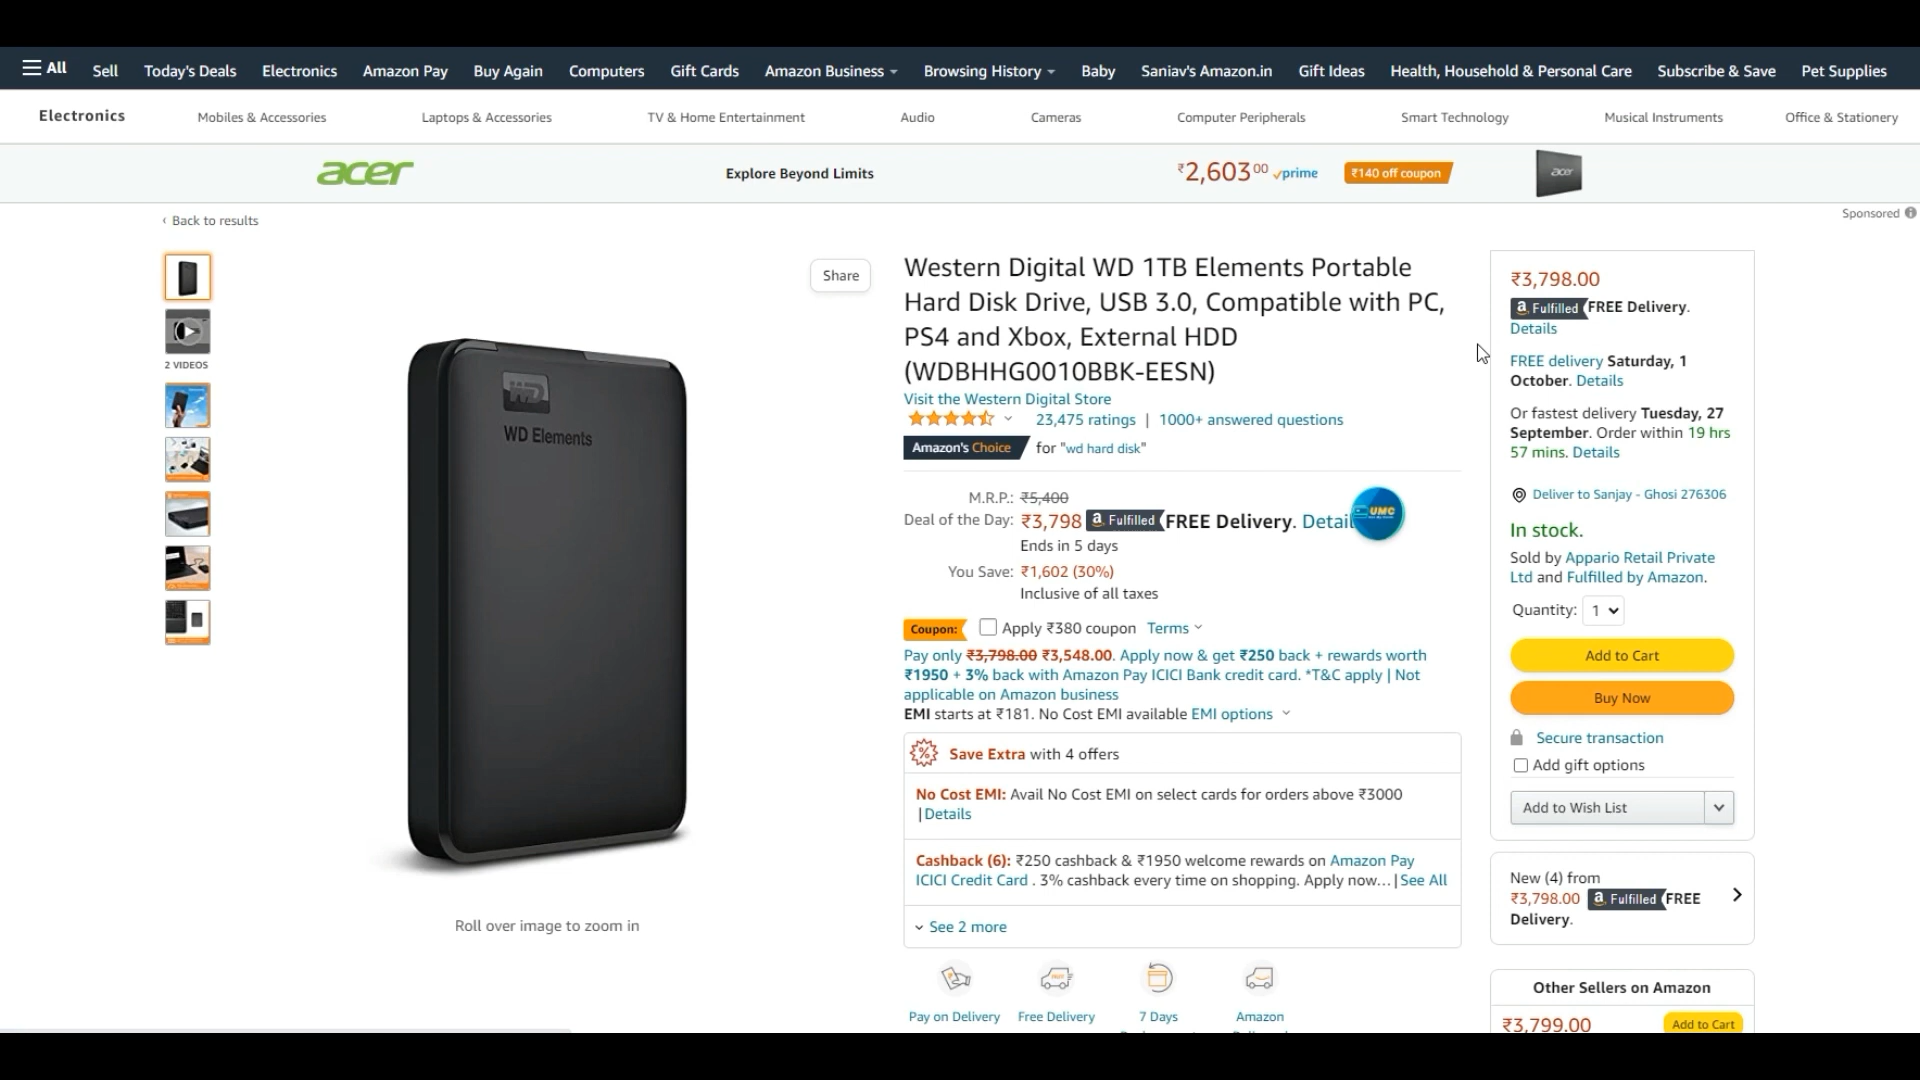 All Sell Today's Deals Electronics Amazon Pay Buy Again Computers Gift Cards Amazon Business Browsing History Baby Sanjav's Amazon.in Gift Ideas Health, Household & Personal Care Subscribe & Save Pet Supplies
Electronics Mobiles & Accessories Laptops & Accessories TV & Home Entertainment Audio Cameras Computer Peripherals Smart Technology Musical Instruments Office & Stationery
acer Explore Beyond Limits ₹2,603⁰⁰ prime ₹140 off coupon acer
‹ Back to results
Sponsored
2 VIDEOS
WD
WD Elements
Roll over image to zoom in
Share
Western Digital WD 1TB Elements Portable
Hard Disk Drive, USB 3.0, Compatible with PC,
PS4 and Xbox, External HDD
(WDBHHG0010BBK-EESN)
Visit the Western Digital Store
23,475 ratings | 1000+ answered questions
Amazon's Choice for "wd hard disk"
M.R.P.: ₹5,400
Deal of the Day: ₹3,798 a Fulfilled FREE Delivery. Detail
UMC
Ends in 5 days
You Save: ₹1,602 (30%)
Inclusive of all taxes
Coupon: Apply ₹380 coupon Terms
Pay only ₹3,798.00 ₹3,548.00. Apply now & get ₹250 back + rewards worth
₹1950 + 3% back with Amazon Pay ICICI Bank credit card. *T&C apply | Not
applicable on Amazon business
EMI starts at ₹181. No Cost EMI available EMI options
Save Extra with 4 offers
No Cost EMI: Avail No Cost EMI on select cards for orders above ₹3000
| Details
Cashback (6): ₹250 cashback & ₹1950 welcome rewards on Amazon Pay
ICICI Credit Card . 3% cashback every time on shopping. Apply now... | See All
See 2 more
Pay on Delivery Free Delivery 7 Days Amazon
₹3,798.00
a Fulfilled FREE Delivery.
Details
FREE delivery Saturday, 1
October. Details
Or fastest delivery Tuesday, 27
September. Order within 19 hrs
57 mins. Details
Deliver to Sanjay - Ghosi 276306
In stock.
Sold by Appario Retail Private
Ltd and Fulfilled by Amazon.
Quantity: 1
Add to Cart
Buy Now
Secure transaction
Add gift options
Add to Wish List
New (4) from
₹3,798.00 a Fulfilled FREE
Delivery.
Other Sellers on Amazon
₹3,799.00 Add to Cart